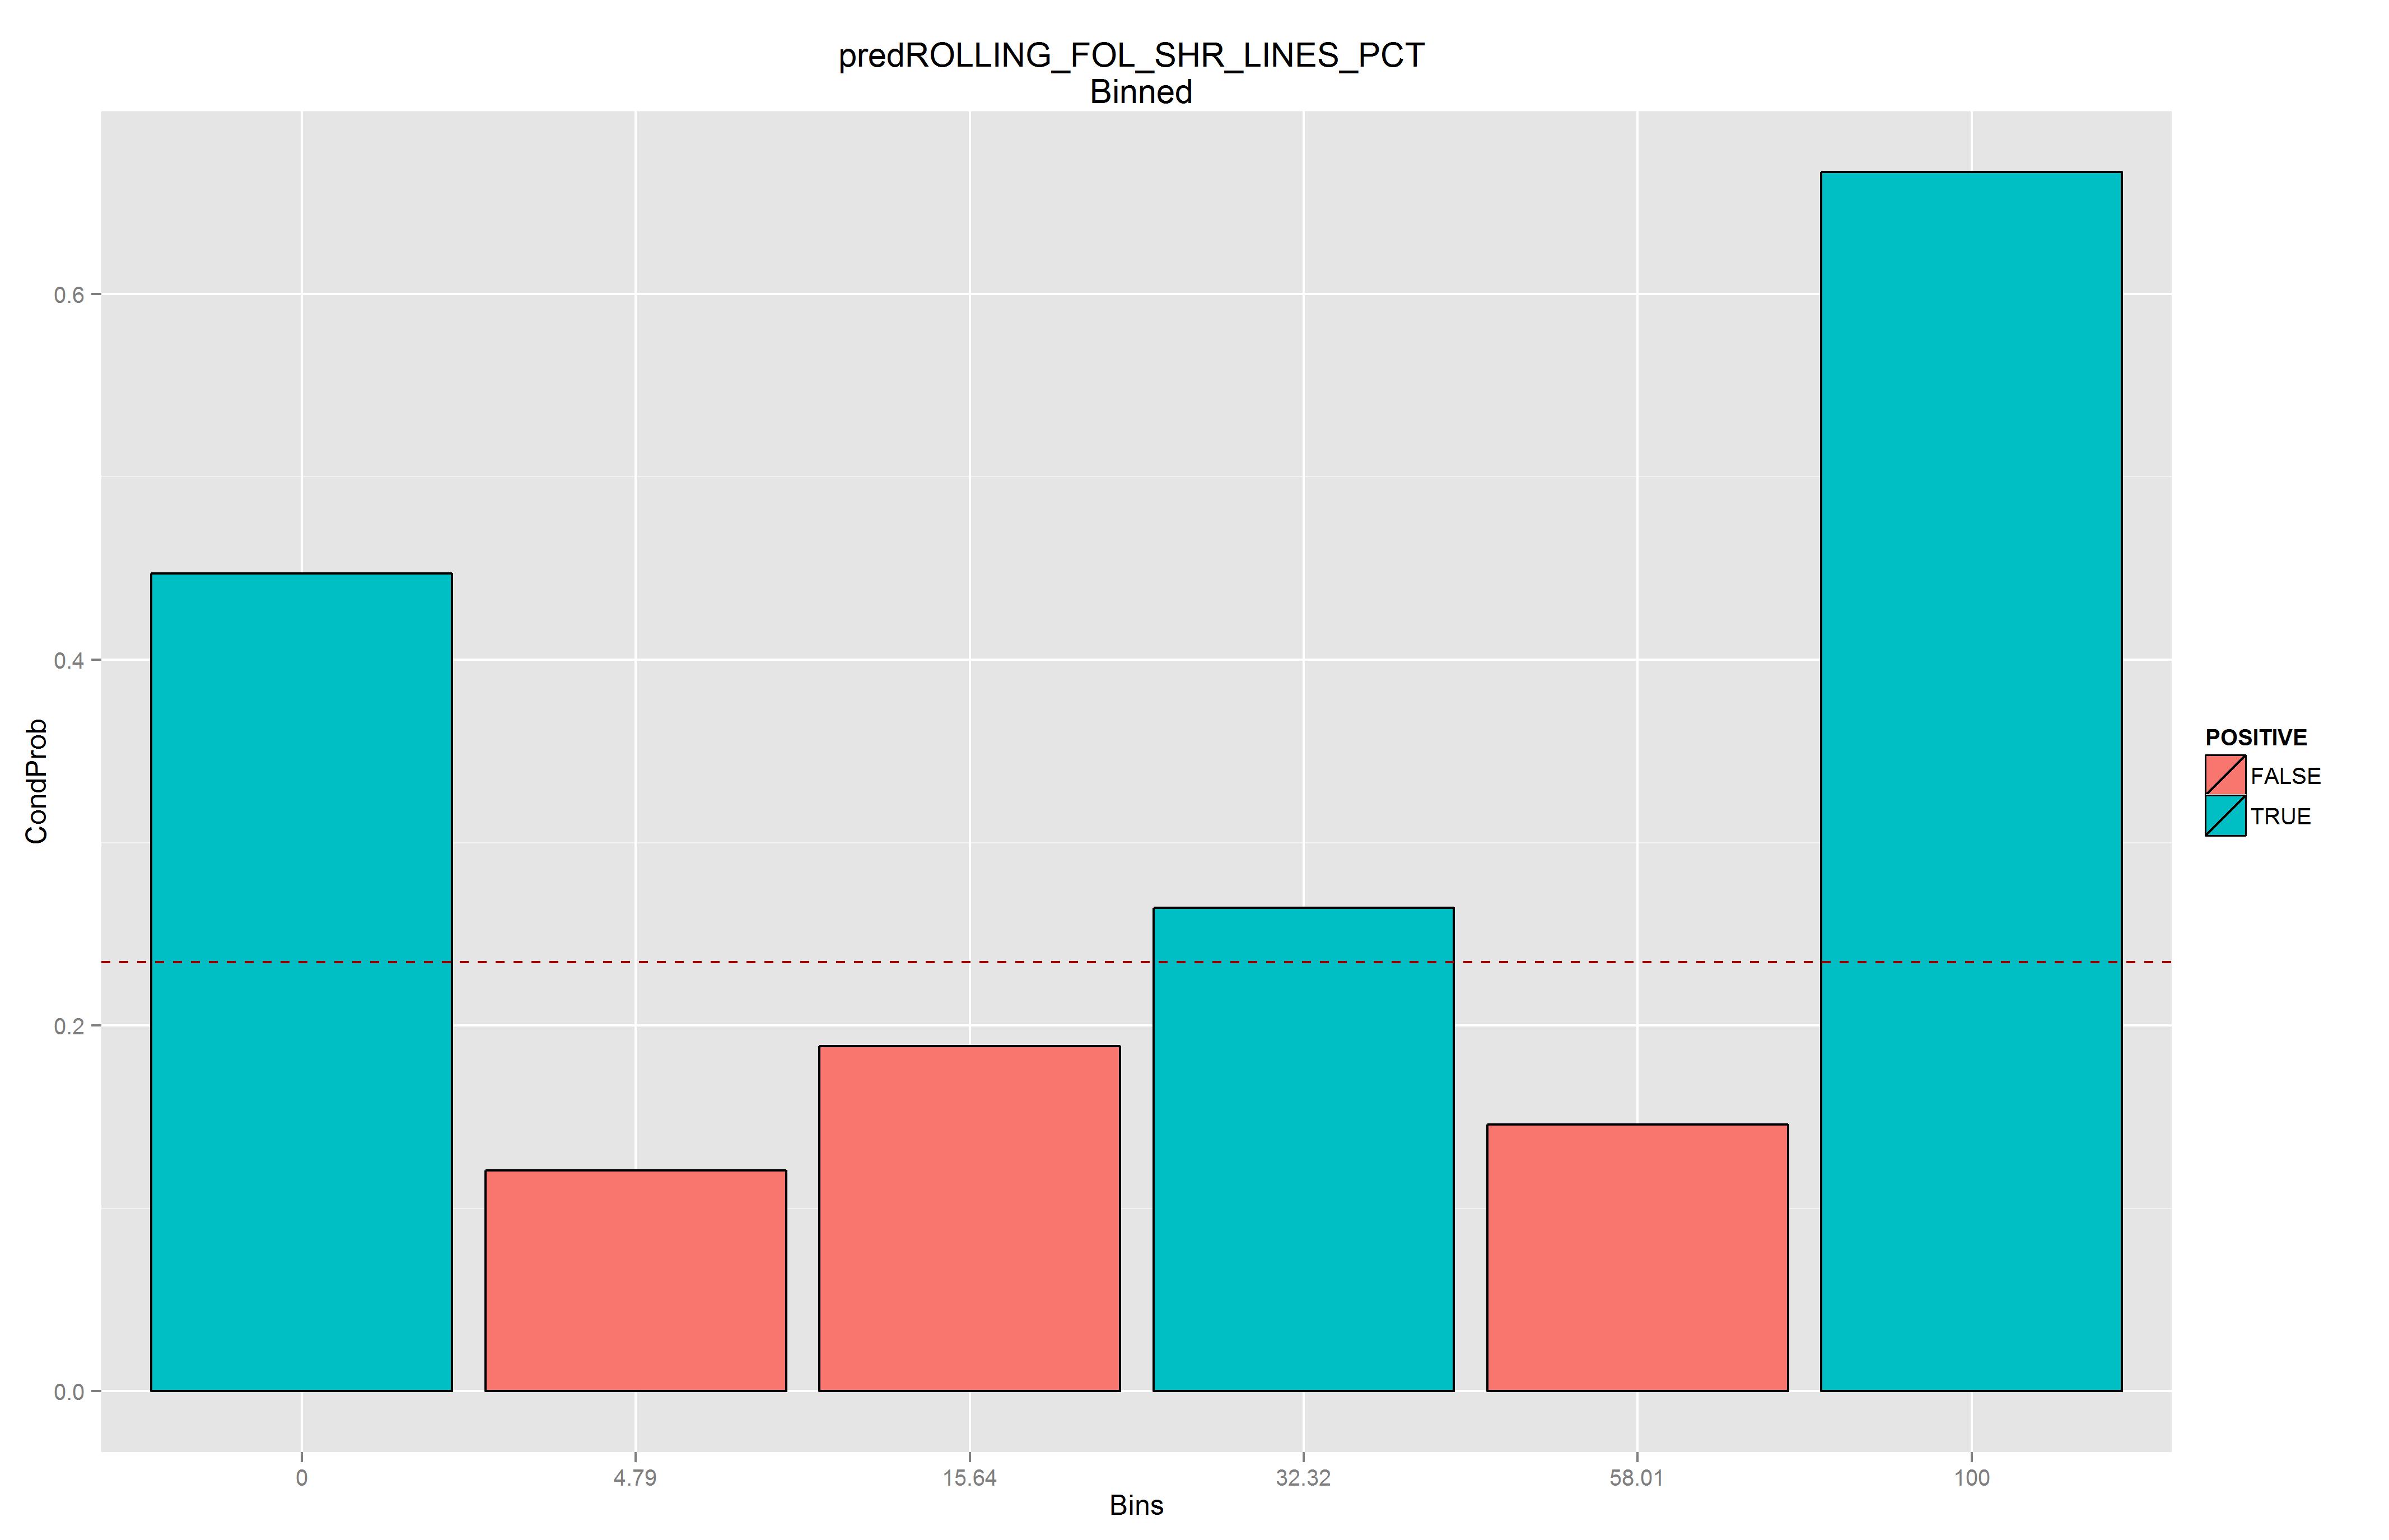 predROLLING_FOL_SHR_LINES_PCT
Binned
0.6
0.4
0.2
0.0
CondProb
0
4.79
15.64
32.32
58.01
100
Bins
POSITIVE
FALSE
TRUE